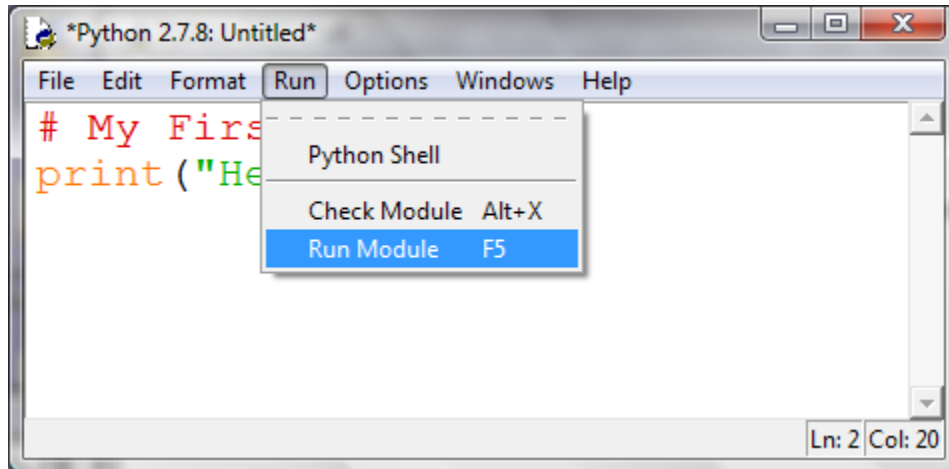 *Python 2.7.8: Untitled*
File Edit Format Run Options Windows Help
# My Firs
print("He
Python Shell
Check Module Alt+X
Run Module F5
Ln: 2 Col: 20